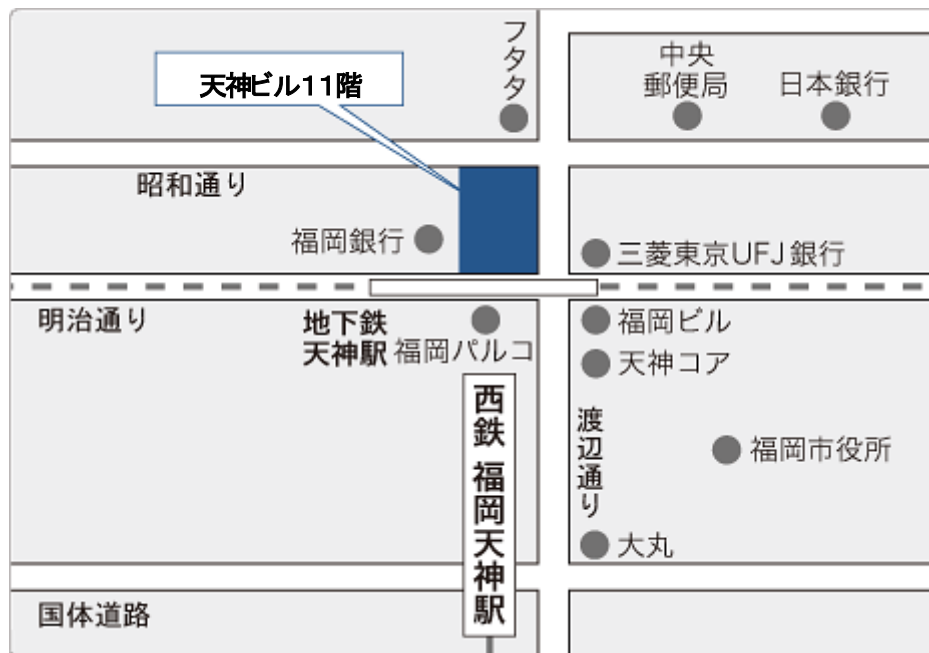 フタタ
中央
郵便局
日本銀行
天神ビル11階
昭和通り
福岡銀行
三菱東京UFJ銀行
明治通り
地下鉄
天神駅
福岡パルコ
福岡ビル
天神コア
西鉄 福岡天神駅
渡辺通り
福岡市役所
大丸
国体道路